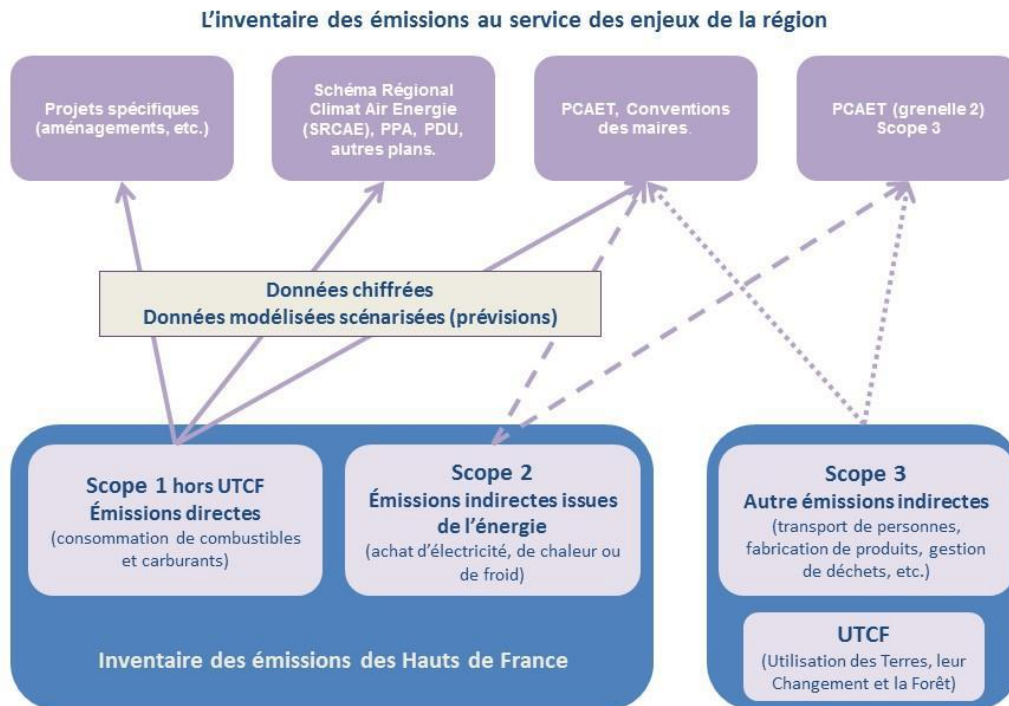 L'inventaire des émissions au service des enjeux de la région
Projets spécifiques
(aménagements, etc.)
Schéma Régional
Climat Air Energie
(SRCAE), PPA, PDU,
autres plans.
PCAET, Conventions
des maires.
PCAET (grenelle 2)
Scope 3
Données chiffrées
Données modélisées scénarisées (prévisions)
Scope 1 hors UTCF
Émissions directes
(consommation de combustibles
et carburants)
Scope 2
Émissions indirectes issues
de l'énergie
(achat d'électricité, de chaleur ou
de froid)
Scope 3
Autre émissions indirectes
(transport de personnes,
fabrication de produits, gestion
de déchets, etc.)
Inventaire des émissions des Hauts de France
UTCF
(Utilisation des Terres, leur
Changement et la Forêt)